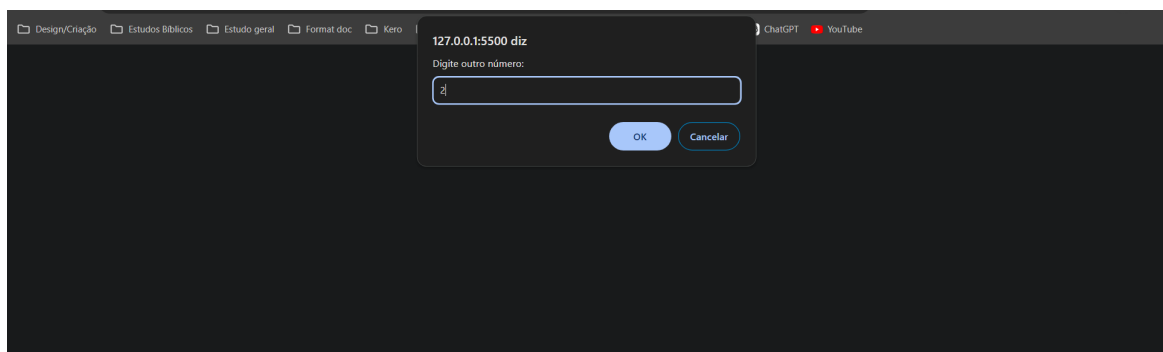 Design/Criação Estudos Bíblicos Estudo geral Format doc Kero ChatGPT YouTube
127.0.0.1:5500 diz
Digite outro número:
2
OK Cancelar